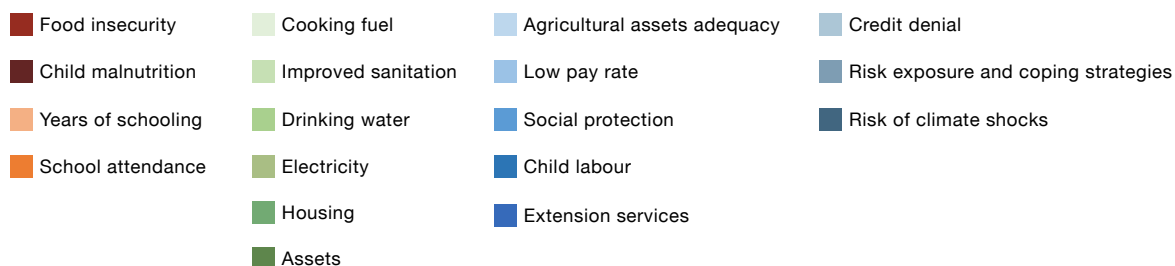 Food insecurity
Child malnutrition
Years of schooling
School attendance
Cooking fuel
Improved sanitation
Drinking water
Electricity
Housing
Assets
Agricultural assets adequacy
Low pay rate
Social protection
Child labour
Extension services
Credit denial
Risk exposure and coping strategies
Risk of climate shocks